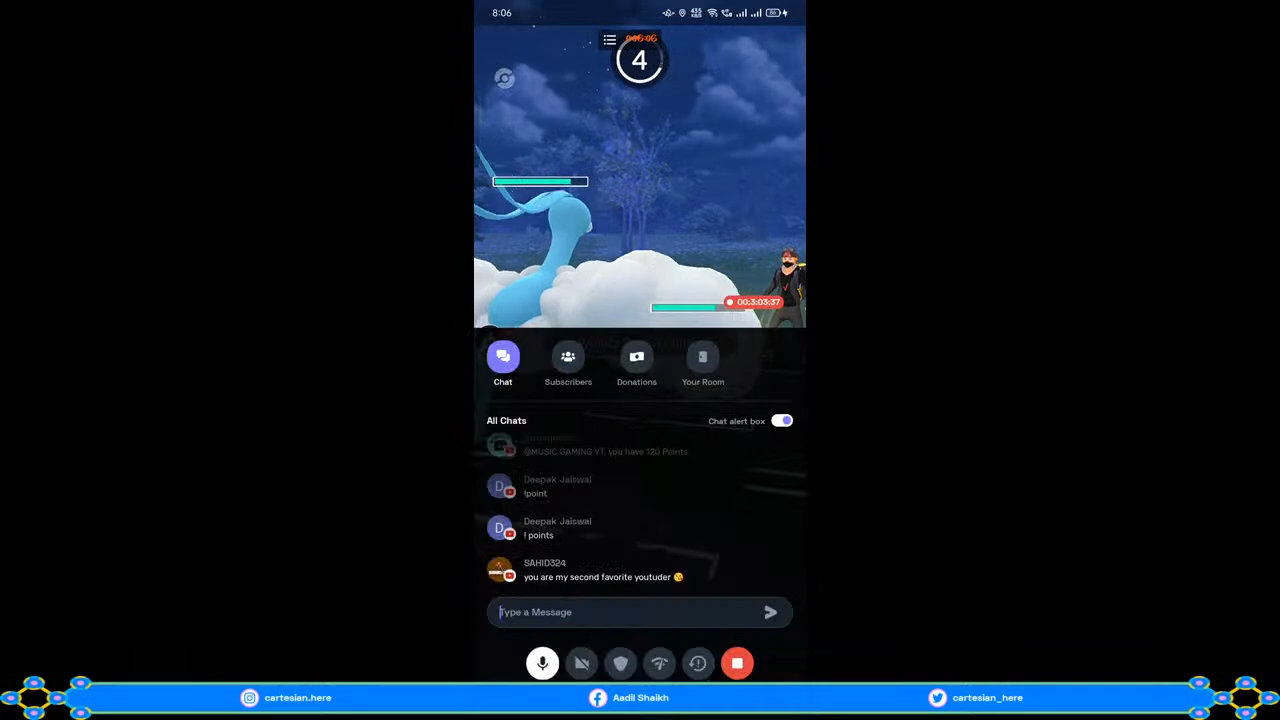 8:06
4
00:3:03:37
Chat
Subscribers
Donations
Your Room
All Chats
Chat alert box
@MUSIC GAMING YT, you have 120 Points
Deepak Jaiswal
!point
Deepak Jaiswal
! points
SAHID324
you are my second favorite youtuder 😘
Type a Message
cartesian.here
Aadil Shaikh
cartesian_here